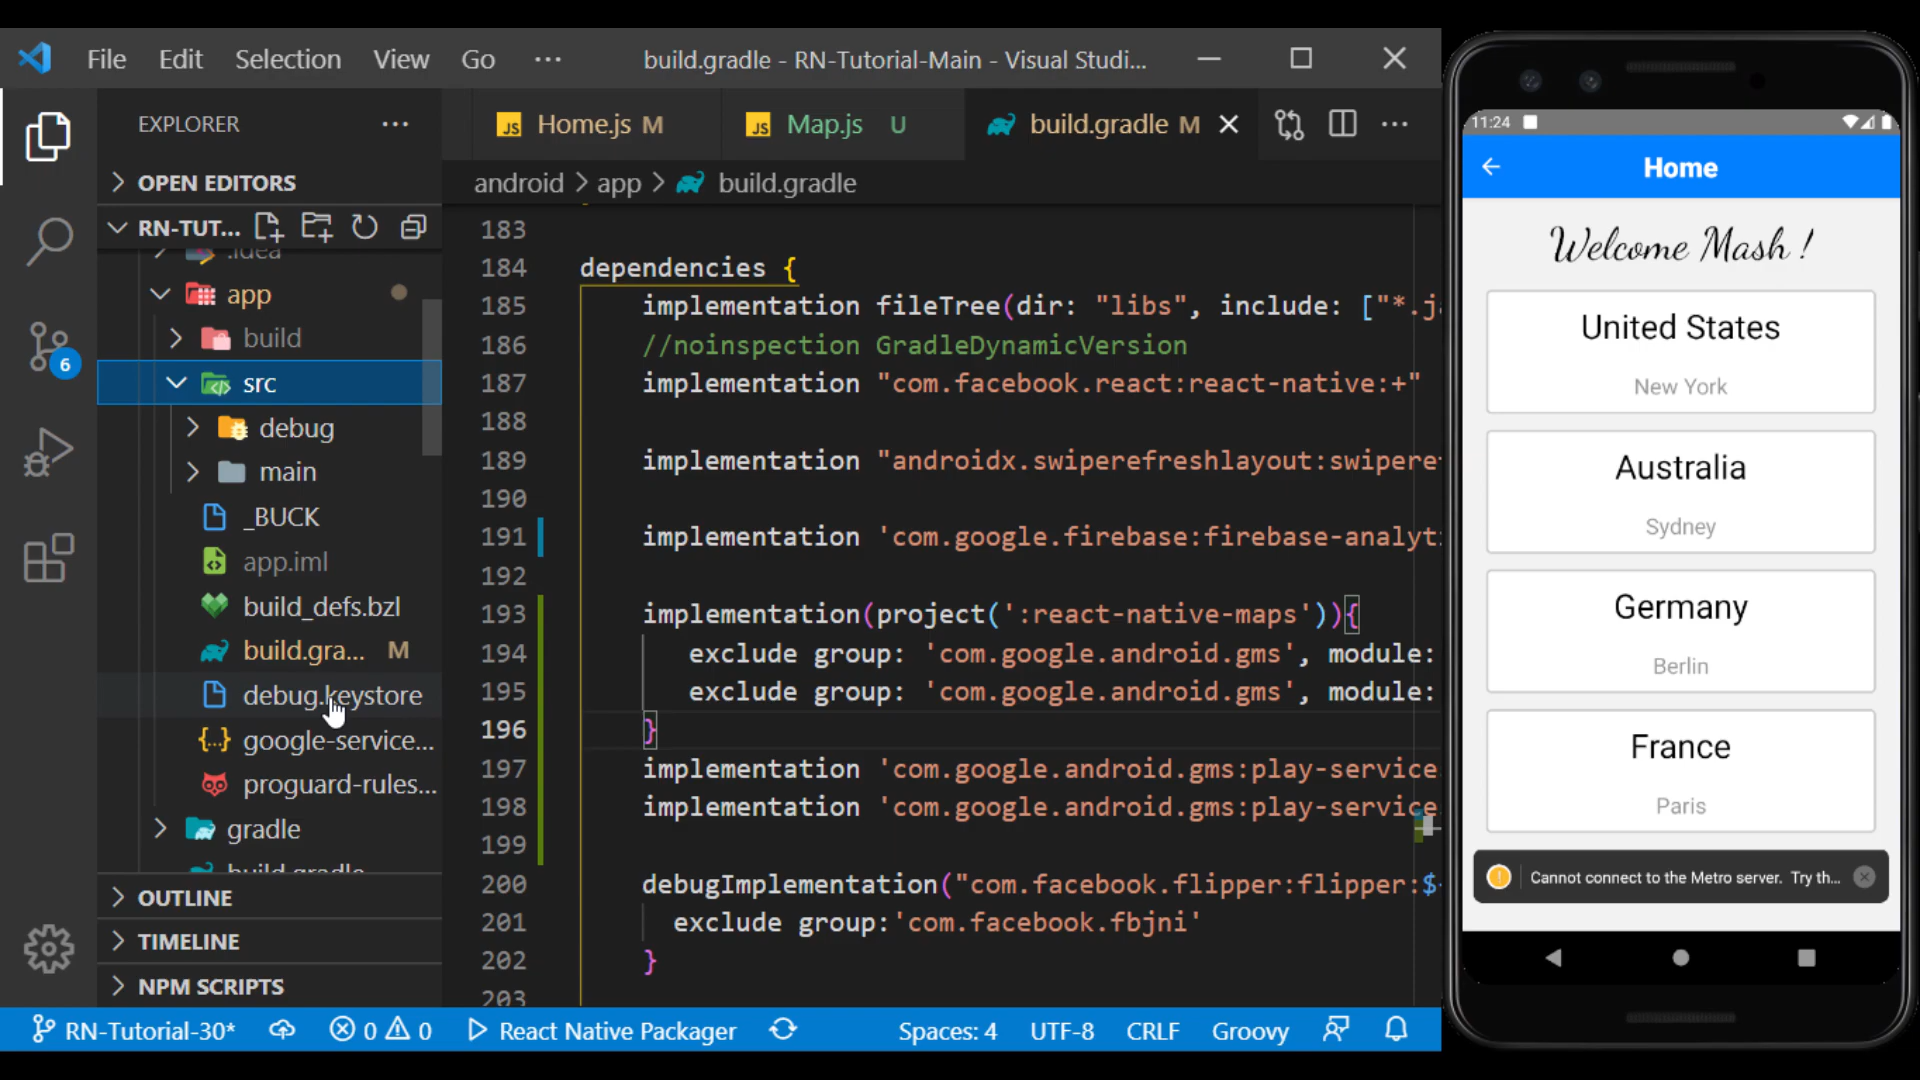 File Edit Selection View Go ··· build.gradle - RN-Tutorial-Main - Visual Studi...
EXPLORER ···
JS Home.js M
JS Map.js U
build.gradle M
OPEN EDITORS
android > app > build.gradle
RN-TUT...
.idea
app
build
src
debug
main
_BUCK
app.iml
build_defs.bzl
build.gra... M
debug.keystore
google-service...
proguard-rules...
gradle
build.gradle
OUTLINE
TIMELINE
NPM SCRIPTS
6
183
184 dependencies {
185 implementation fileTree(dir: "libs", include: ["*.j
186 //noinspection GradleDynamicVersion
187 implementation "com.facebook.react:react-native:+"
188
189 implementation "androidx.swiperefreshlayout:swipere
190
191 implementation 'com.google.firebase:firebase-analyt
192
193 implementation(project(':react-native-maps')){
194 exclude group: 'com.google.android.gms', module:
195 exclude group: 'com.google.android.gms', module:
196 }
197 implementation 'com.google.android.gms:play-service
198 implementation 'com.google.android.gms:play-service
199
200 debugImplementation("com.facebook.flipper:flipper:$
201 exclude group:'com.facebook.fbjni'
202 }
203
RN-Tutorial-30* 0 0 React Native Packager Spaces: 4 UTF-8 CRLF Groovy
11:24
Home
Welcome Mash !
United States
New York
Australia
Sydney
Germany
Berlin
France
Paris
Cannot connect to the Metro server. Try th...